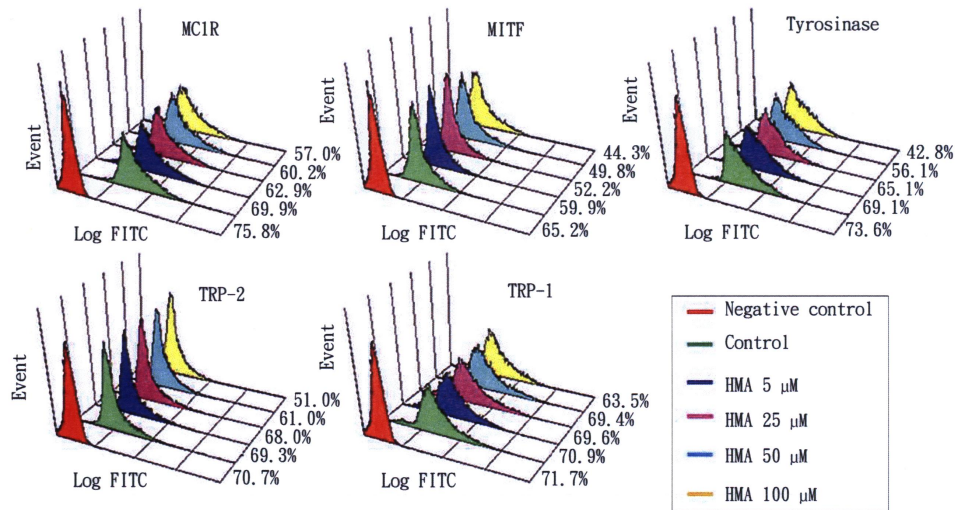 MC1R
Event
57.0%
60.2%
62.9%
69.9%
75.8%
Log FITC
MITF
Event
44.3%
49.8%
52.2%
59.9%
65.2%
Log FITC
Tyrosinase
Event
42.8%
56.1%
65.1%
69.1%
73.6%
Log FITC
TRP-2
Event
51.0%
61.0%
68.0%
69.3%
70.7%
Log FITC
TRP-1
Event
63.5%
69.4%
69.6%
70.9%
71.7%
Log FITC
Negative control
Control
HMA 5 μM
HMA 25 μM
HMA 50 μM
HMA 100 μM